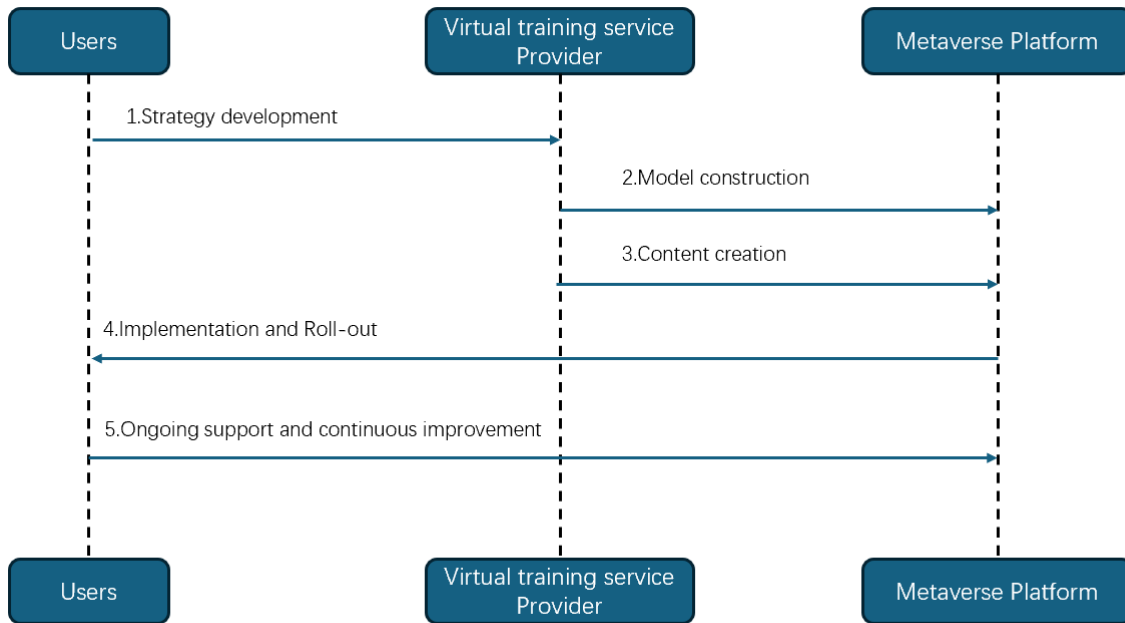 Users
Virtual training service
Provider
Metaverse Platform
1.Strategy development
2.Model construction
3.Content creation
4.Implementation and Roll-out
5.Ongoing support and continuous improvement
Users
Virtual training service
Provider
Metaverse Platform